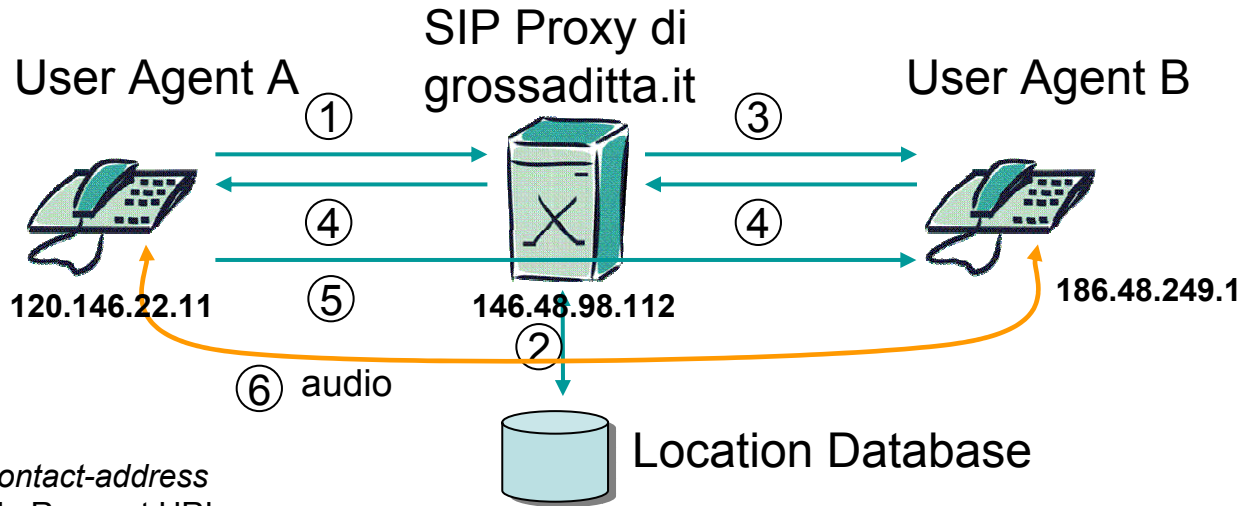 SIP Proxy di
grossaditta.it
User Agent A
User Agent B
1
3
4
4
5
120.146.22.11
146.48.98.112
186.48.249.1
2
6 audio
Location Database
ontact-address